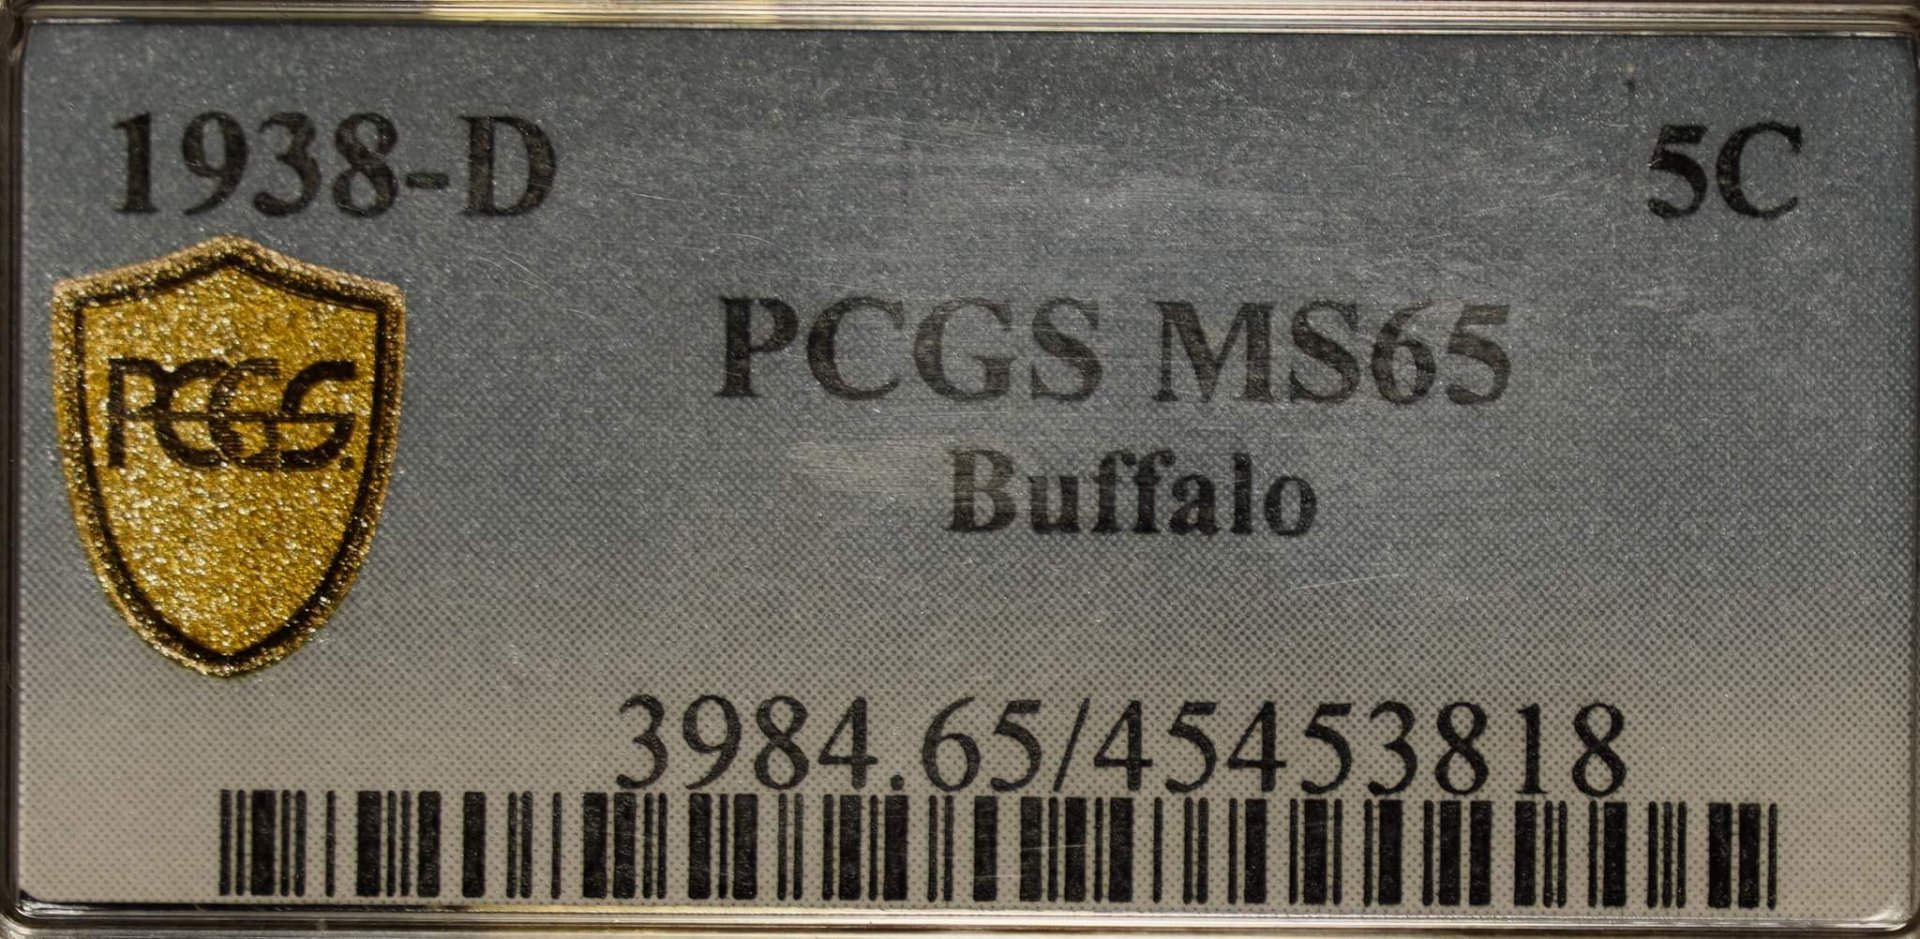 1938-D 5C
PCGS
PCGS MS65
Buffalo
3984.65/45453818